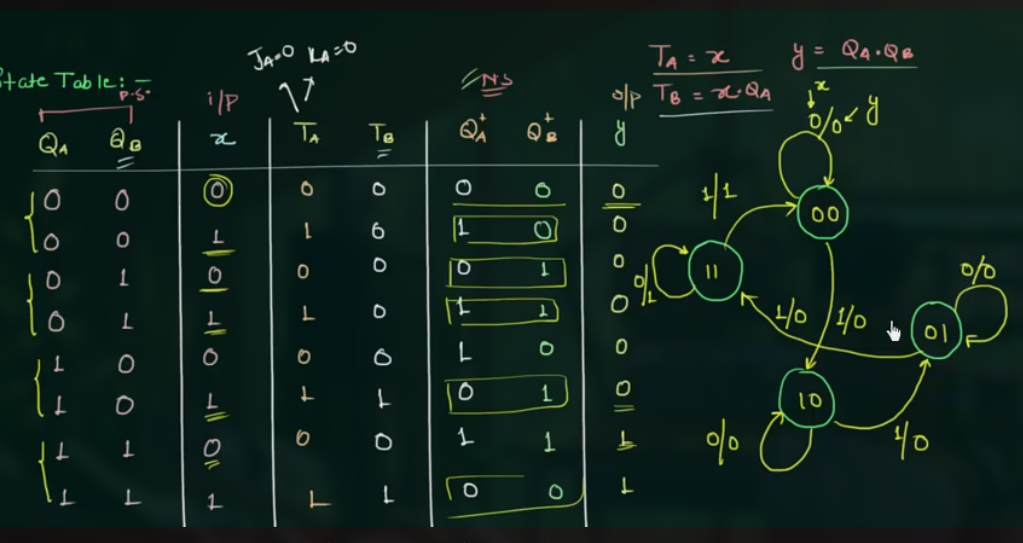 J_A=0 K_A=0
T_A = x    y = Q_A.Q_B
State Table:-
P.S.
i/p
NS
o/p
T_B = x.Q_A
Q_A Q_B x T_A T_B Q_A^+ Q_B^+ y
0 0 0 0 0 0 0 0
0 0 1 1 0 1 0 0
0 1 0 0 0 0 1 0
0 1 1 1 0 1 1 0
1 0 0 0 0 1 0 0
1 0 1 1 1 0 1 0
1 1 0 0 0 1 1 1
1 1 1 1 1 0 0 1
x
0/0 y
00
1/1
11
0/1
0/0
01
1/0
1/0
10
0/0
1/0